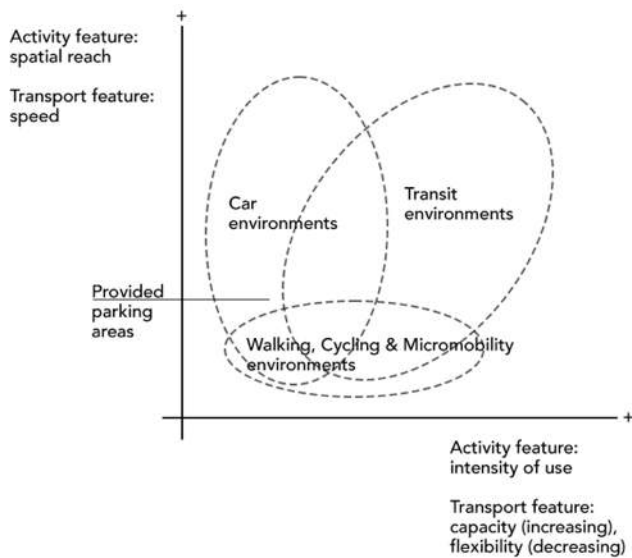 +
Activity feature:
spatial reach
Transport feature:
speed
Car
environments
Transit
environments
Provided
parking
areas
Walking, Cycling & Micromobility
environments
+
Activity feature:
intensity of use
Transport feature:
capacity (increasing),
flexibility (decreasing)